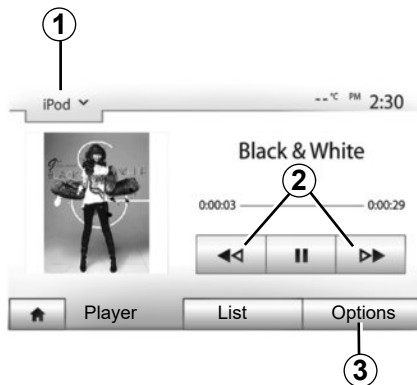 1
iPod
--°C PM 2:30
Black & White
2
0:00:03 0:00:29
Player List Options
3